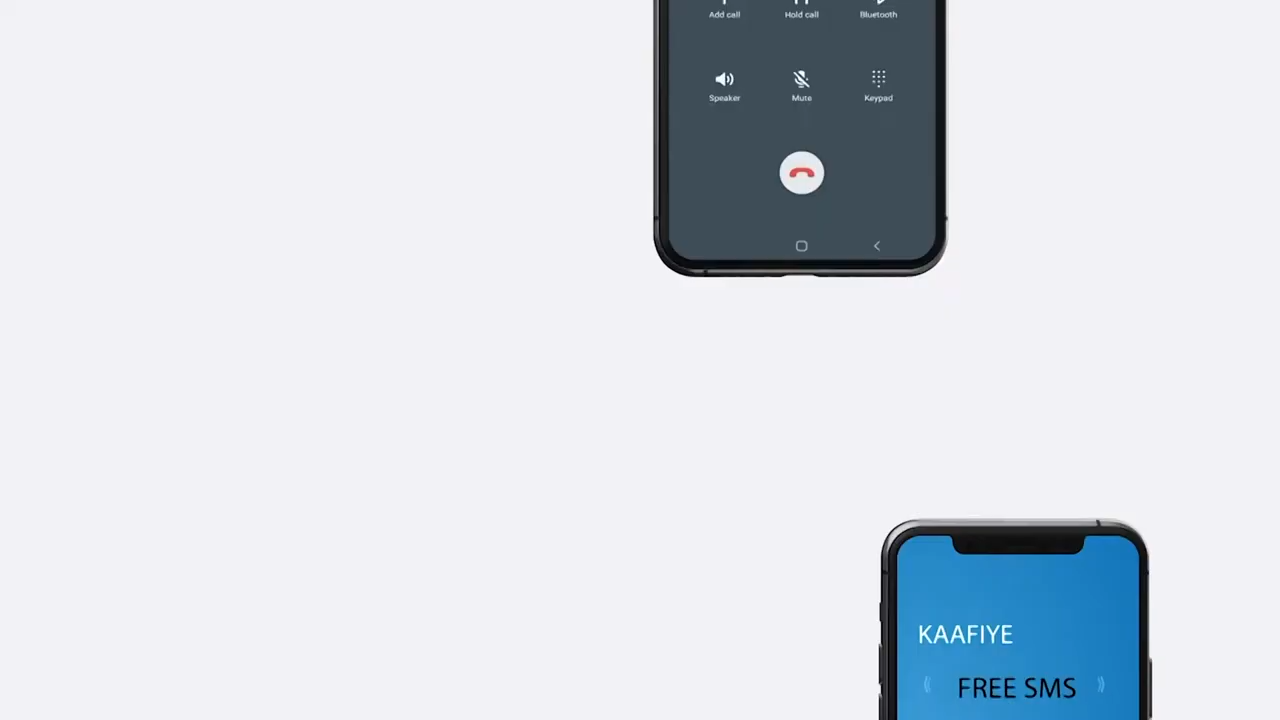 Add call Hold call Bluetooth
Speaker Mute Keypad
KAAFIYE
FREE SMS